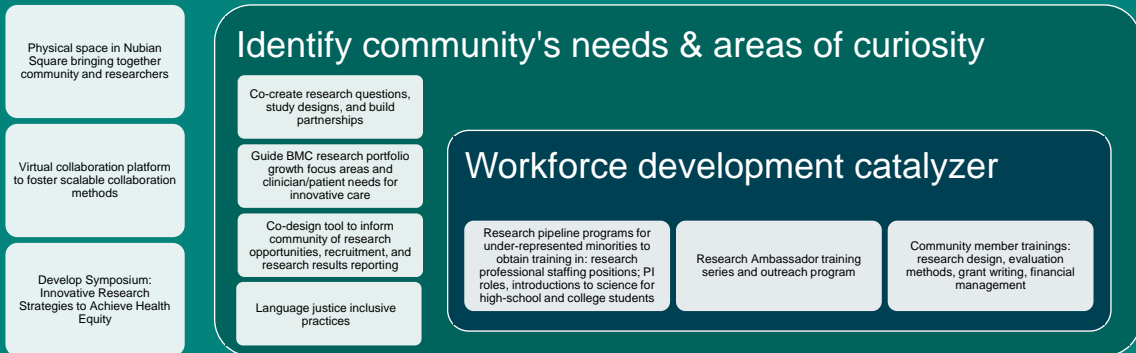 Physical space in Nubian
Square bringing together
community and researchers
Virtual collaboration platform
to foster scalable collaboration
methods
Develop Symposium:
Innovative Research
Strategies to Achieve Health
Equity
Identify community's needs & areas of curiosity
Co-create research questions,
study designs, and build
partnerships
Guide BMC research portfolio
growth focus areas and
clinician/patient needs for
innovative care
Co-design tool to inform
community of research
opportunities, recruitment, and
research results reporting
Language justice inclusive
practices
Workforce development catalyzer
Research pipeline programs for
under-represented minorities to
obtain training in: research
professional staffing positions; PI
roles, introductions to science for
high-school and college students
Research Ambassador training
series and outreach program
Community member trainings:
research design, evaluation
methods, grant writing, financial
management